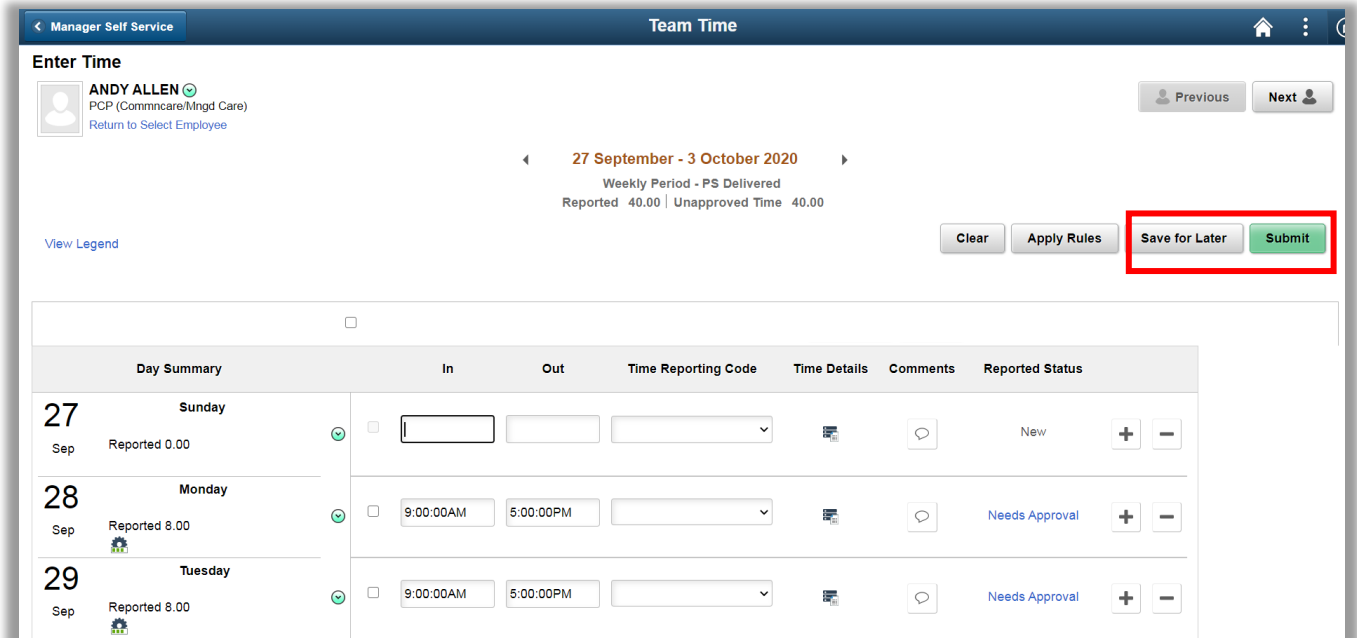 Manager Self Service
Team Time
Enter Time
ANDY ALLEN
PCP (Commncare/Mngd Care)
Return to Select Employee
Previous
Next
27 September - 3 October 2020
Weekly Period - PS Delivered
Reported 40.00 | Unapproved Time 40.00
View Legend
Clear
Apply Rules
Save for Later
Submit
Day Summary In Out Time Reporting Code Time Details Comments Reported Status
27 Sunday
Sep Reported 0.00 New
28 Monday
Sep Reported 8.00 9:00:00AM 5:00:00PM Needs Approval
29 Tuesday
Sep Reported 8.00 9:00:00AM 5:00:00PM Needs Approval